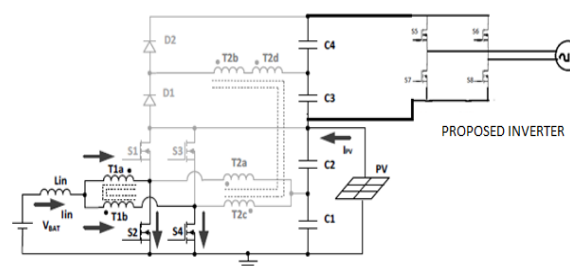 D2
C4
S5
S6
T2b
T2d
D1
C3
S7
S8
PROPOSED INVERTER
IPV
S1
S3
T2a
C2
PV
Lin
T1a
Iin
T1b
T2c
C1
VBAT
S2
S4